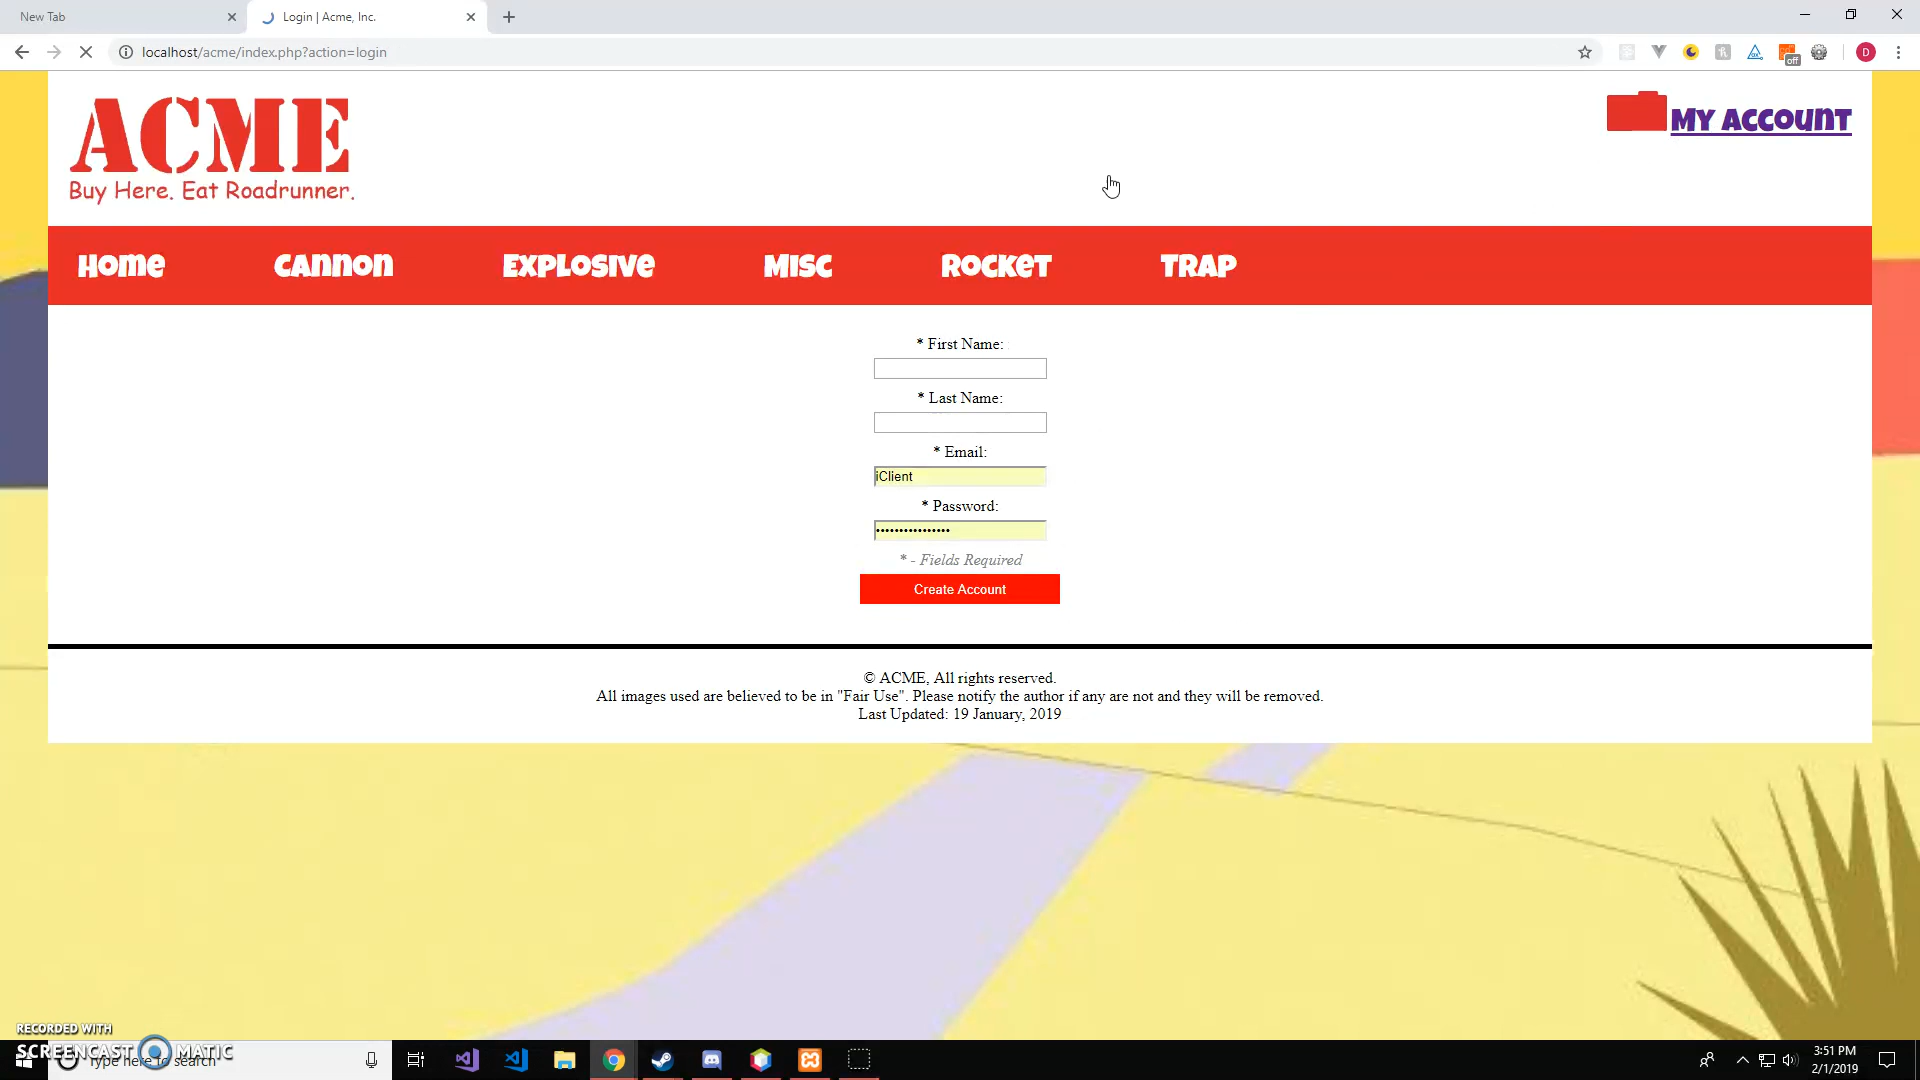 New Tab
Login | Acme, Inc.
localhost/acme/index.php?action=login
off
D
ACME
Buy Here. Eat Roadrunner.
My Account
Home Cannon Explosive Misc Rocket Trap
* First Name:
* Last Name:
* Email:
iClient
* Password:
* - Fields Required
Create Account
© ACME, All rights reserved.
All images used are believed to be in "Fair Use". Please notify the author if any are not and they will be removed.
Last Updated: 19 January, 2019
RECORDED WITH
SCREENCAST MATIC
Type here to search
3:51 PM
2/1/2019